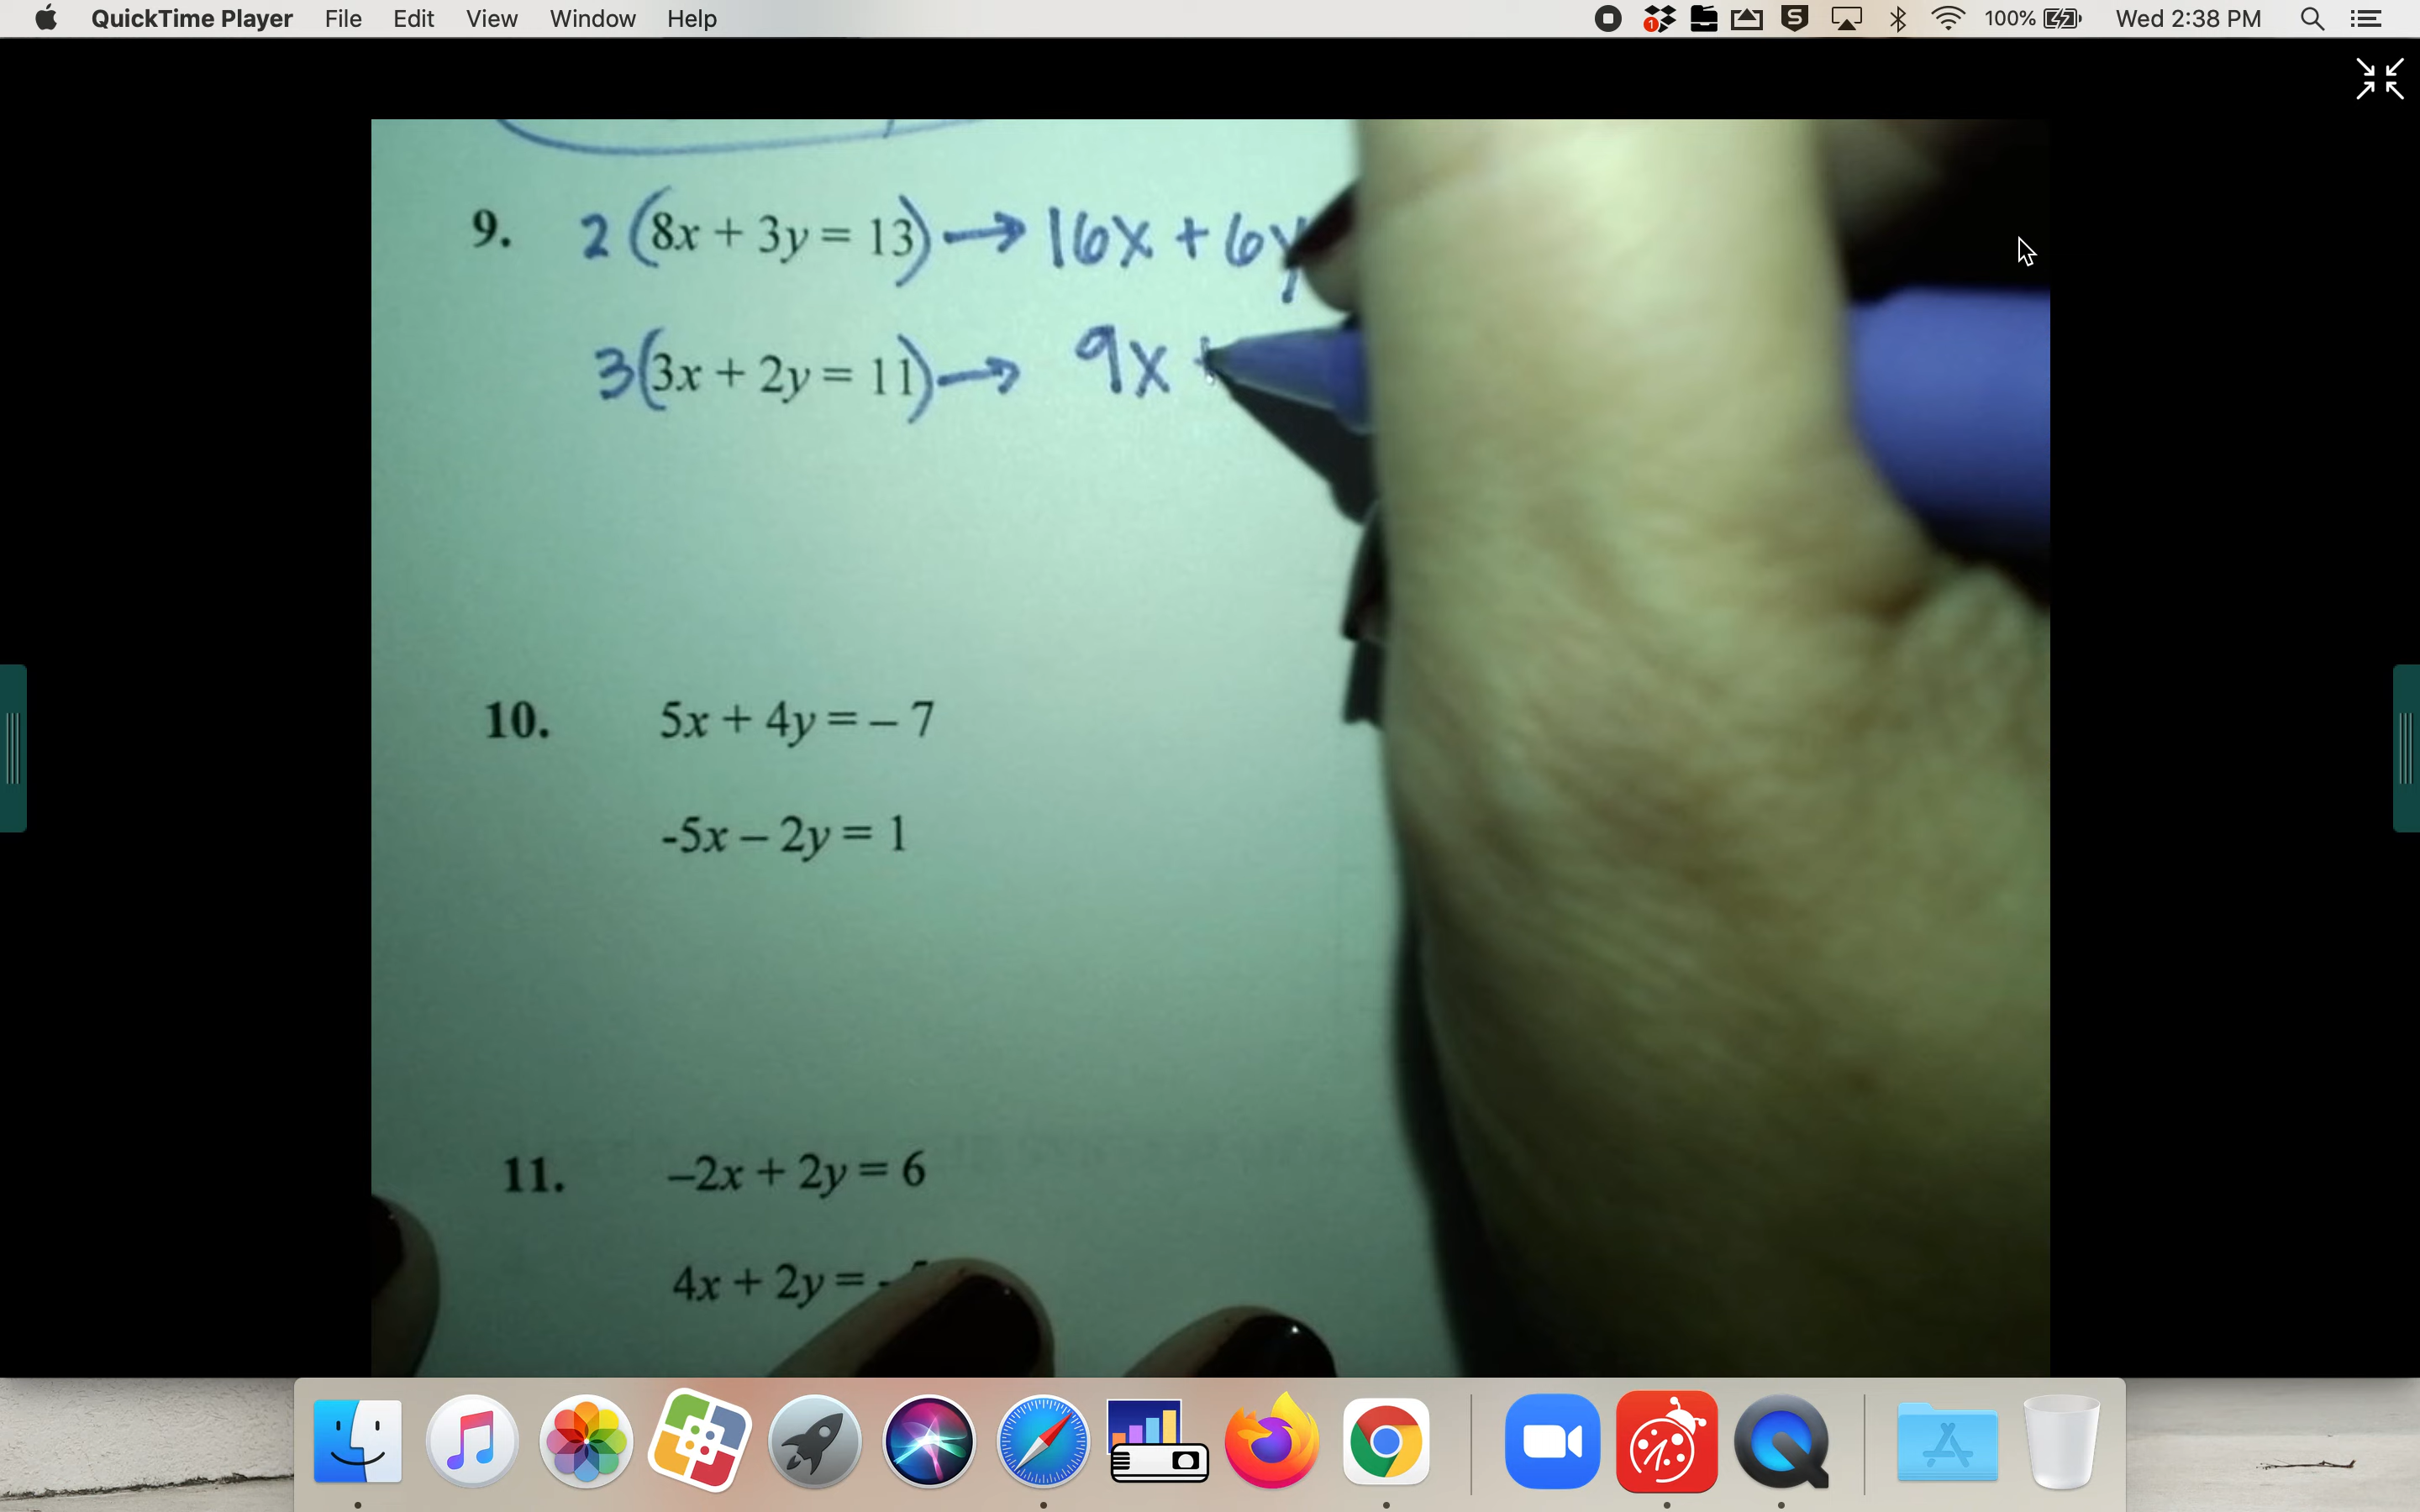 QuickTime Player File Edit View Window Help 1 S 100% Wed 2:38 PM
9. 2 (8x + 3y = 13) → 16x + 6y
3(3x + 2y = 11) → 9x +
10. 5x + 4y = – 7
-5x – 2y = 1
11. –2x + 2y = 6
4x + 2y = -